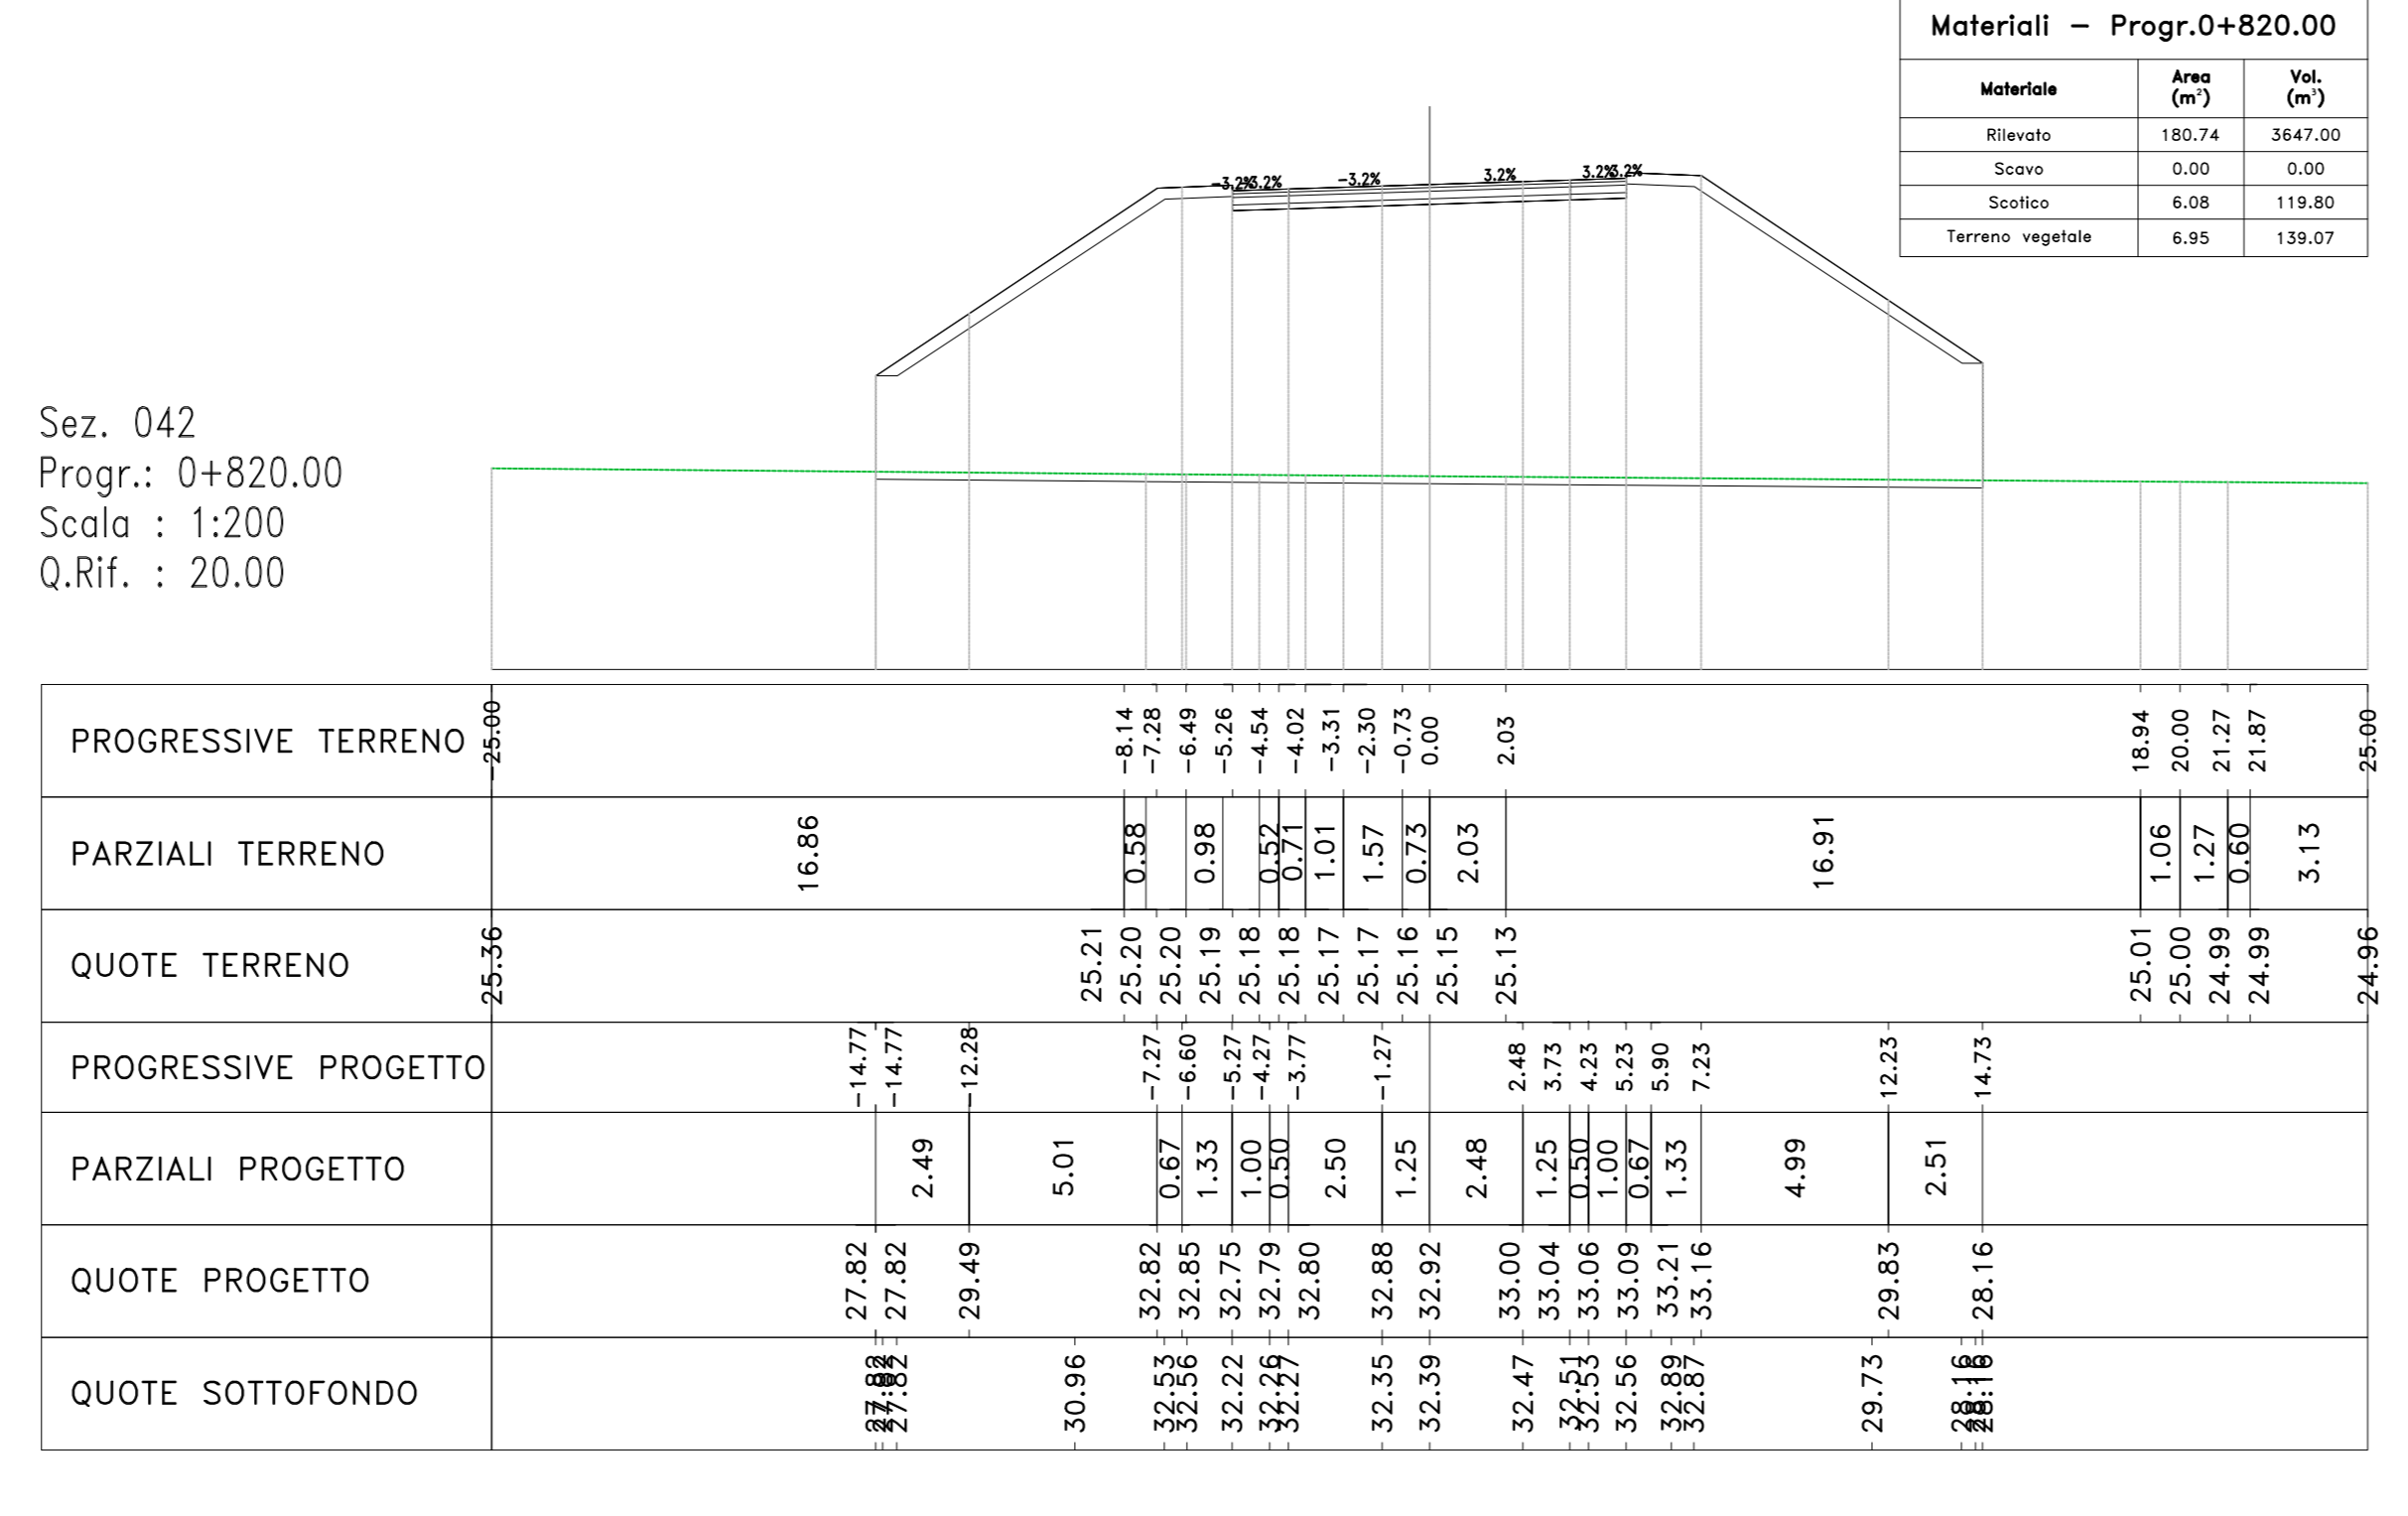 Materiali - Progr.0+820.00
Materiale Area (m²) Vol. (m³)
Rilevato 180.74 3647.00
Scavo 0.00 0.00
Scotico 6.08 119.80
Terreno vegetale 6.95 139.07
-3.2% -3.2% -3.2% 3.2% 3.2% 3.2%
Sez. 042
Progr.: 0+820.00
Scala : 1:200
Q.Rif. : 20.00
PROGRESSIVE TERRENO -25.00 -8.14 -7.28 -6.49 -5.26 -4.54 -4.02 -3.31 -2.30 -0.73 0.00 2.03 18.94 20.00 21.27 21.87 25.00
PARZIALI TERRENO 16.86 0.58 0.98 0.52 0.71 1.01 1.57 0.73 2.03 16.91 1.06 1.27 0.60 3.13
QUOTE TERRENO 25.36 25.21 25.20 25.20 25.19 25.18 25.18 25.17 25.17 25.16 25.15 25.13 25.01 25.00 24.99 24.99 24.96
PROGRESSIVE PROGETTO -14.77 -14.77 -12.28 -7.27 -6.60 -5.27 -4.27 -3.77 -1.27 2.48 3.73 4.23 5.23 5.90 7.23 12.23 14.73
PARZIALI PROGETTO 2.49 5.01 0.67 1.33 1.00 0.50 2.50 1.25 2.48 1.25 0.50 1.00 0.67 1.33 4.99 2.51
QUOTE PROGETTO 27.82 27.82 29.49 32.82 32.85 32.75 32.79 32.80 32.88 32.92 33.00 33.04 33.06 33.09 33.21 33.16 29.83 28.16
QUOTE SOTTOFONDO 27.82 27.82 30.96 32.53 32.56 32.22 32.26 32.27 32.35 32.39 32.47 32.51 32.53 32.56 32.89 32.87 29.73 28.16 28.16